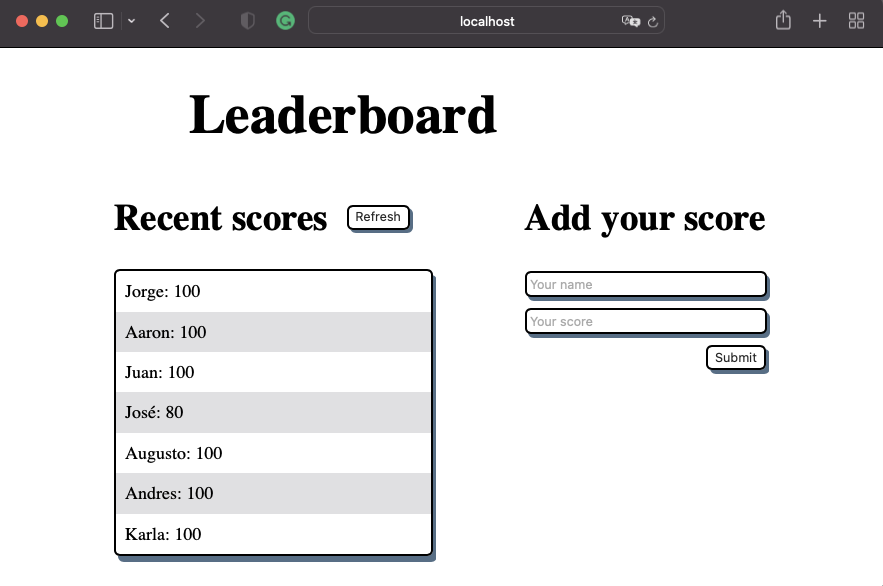 localhost
Leaderboard
Recent scores
Refresh
Jorge: 100
Aaron: 100
Juan: 100
José: 80
Augusto: 100
Andres: 100
Karla: 100
Add your score
Your name
Your score
Submit